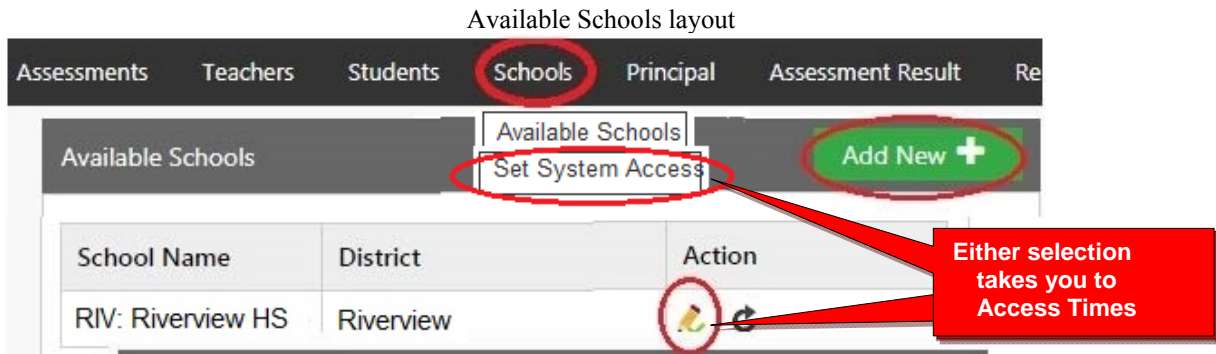 Available Schools layout
Assessments Teachers Students Schools Principal Assessment Result Re
Available Schools
Set System Access
Available Schools Add New
School Name District Action
RIV: Riverview HS Riverview
Either selection
takes you to
Access Times